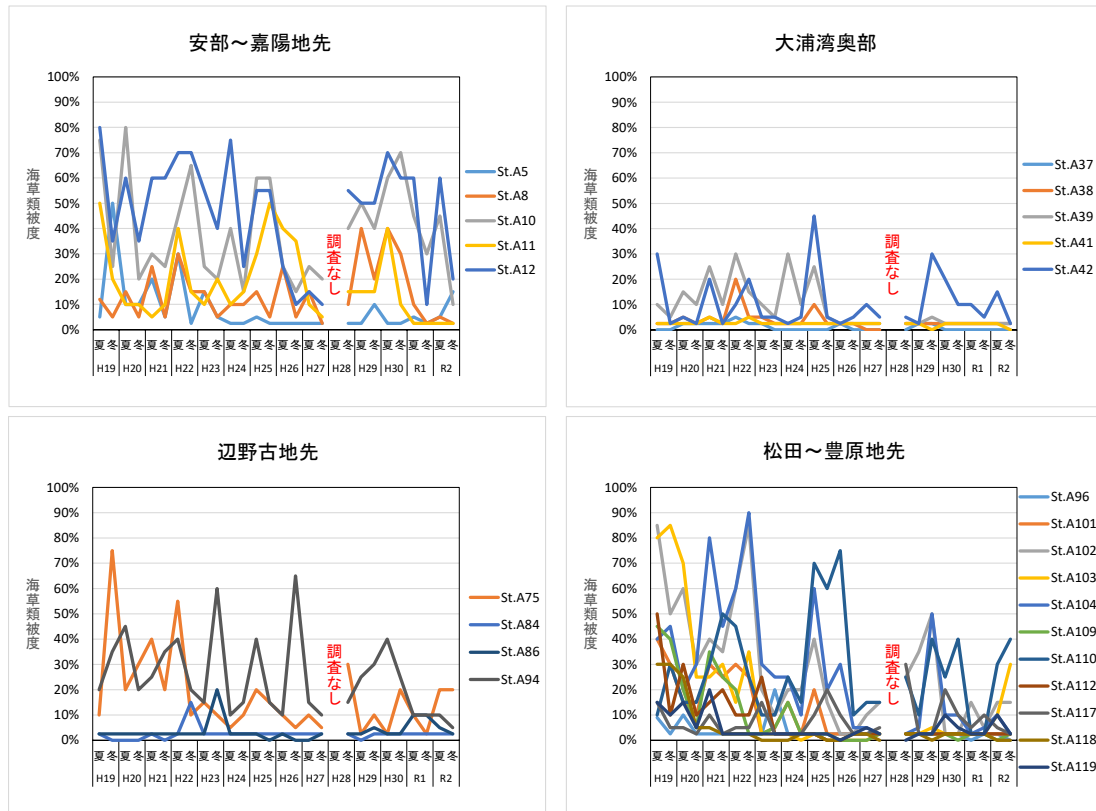 安部～嘉陽地先
100%
90%
80%
70%
60%
50%
40%
30%
20%
10%
0%
海草類被度
調査なし
夏 冬 夏 冬 夏 冬 夏 冬 夏 冬 夏 冬 夏 冬 夏 冬 夏 冬 夏 冬 夏 冬 夏 冬 夏 冬 夏 冬
H19 H20 H21 H22 H23 H24 H25 H26 H27 H28 H29 H30 R1 R2
St.A5
St.A8
St.A10
St.A11
St.A12
大浦湾奥部
100%
90%
80%
70%
60%
50%
40%
30%
20%
10%
0%
海草類被度
調査なし
夏 冬 夏 冬 夏 冬 夏 冬 夏 冬 夏 冬 夏 冬 夏 冬 夏 冬 夏 冬 夏 冬 夏 冬 夏 冬 夏 冬
H19 H20 H21 H22 H23 H24 H25 H26 H27 H28 H29 H30 R1 R2
St.A37
St.A38
St.A39
St.A41
St.A42
辺野古地先
100%
90%
80%
70%
60%
50%
40%
30%
20%
10%
0%
海草類被度
調査なし
夏 冬 夏 冬 夏 冬 夏 冬 夏 冬 夏 冬 夏 冬 夏 冬 夏 冬 夏 冬 夏 冬 夏 冬 夏 冬 夏 冬
H19 H20 H21 H22 H23 H24 H25 H26 H27 H28 H29 H30 R1 R2
St.A75
St.A84
St.A86
St.A94
松田～豊原地先
100%
90%
80%
70%
60%
50%
40%
30%
20%
10%
0%
海草類被度
調査なし
夏 冬 夏 冬 夏 冬 夏 冬 夏 冬 夏 冬 夏 冬 夏 冬 夏 冬 夏 冬 夏 冬 夏 冬 夏 冬 夏 冬
H19 H20 H21 H22 H23 H24 H25 H26 H27 H28 H29 H30 R1 R2
St.A96
St.A101
St.A102
St.A103
St.A104
St.A109
St.A110
St.A112
St.A117
St.A118
St.A119